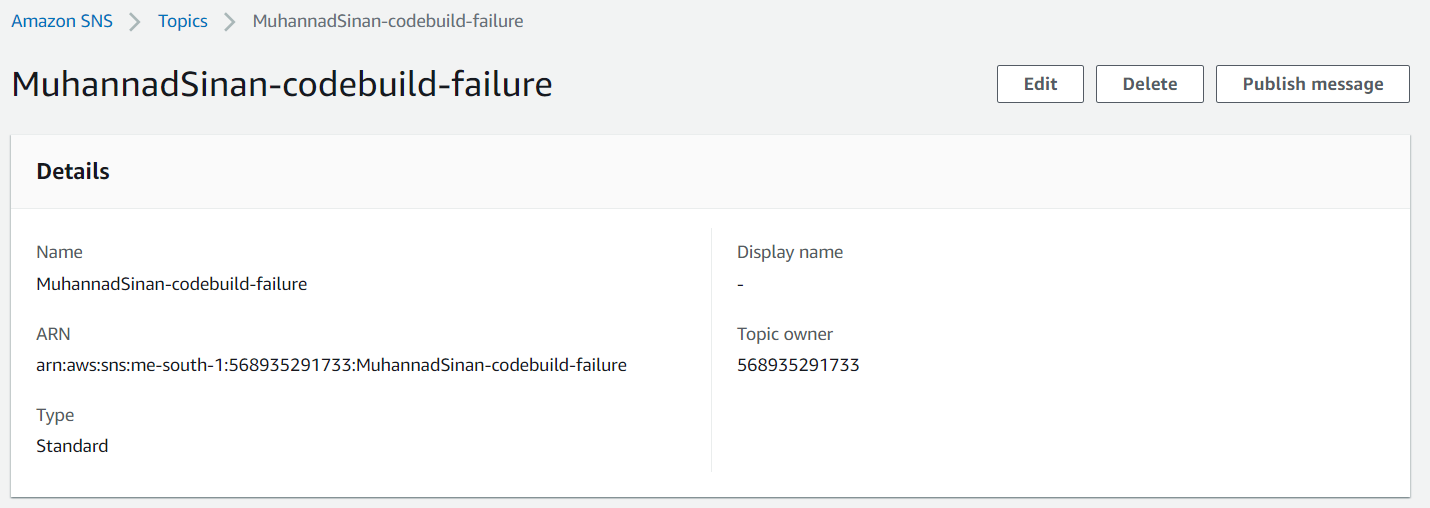 Amazon SNS > Topics > MuhannadSinan-codebuild-failure
MuhannadSinan-codebuild-failure
Edit
Delete
Publish message
Details
Name
MuhannadSinan-codebuild-failure
ARN
arn:aws:sns:me-south-1:568935291733:MuhannadSinan-codebuild-failure
Type
Standard
Display name
-
Topic owner
568935291733